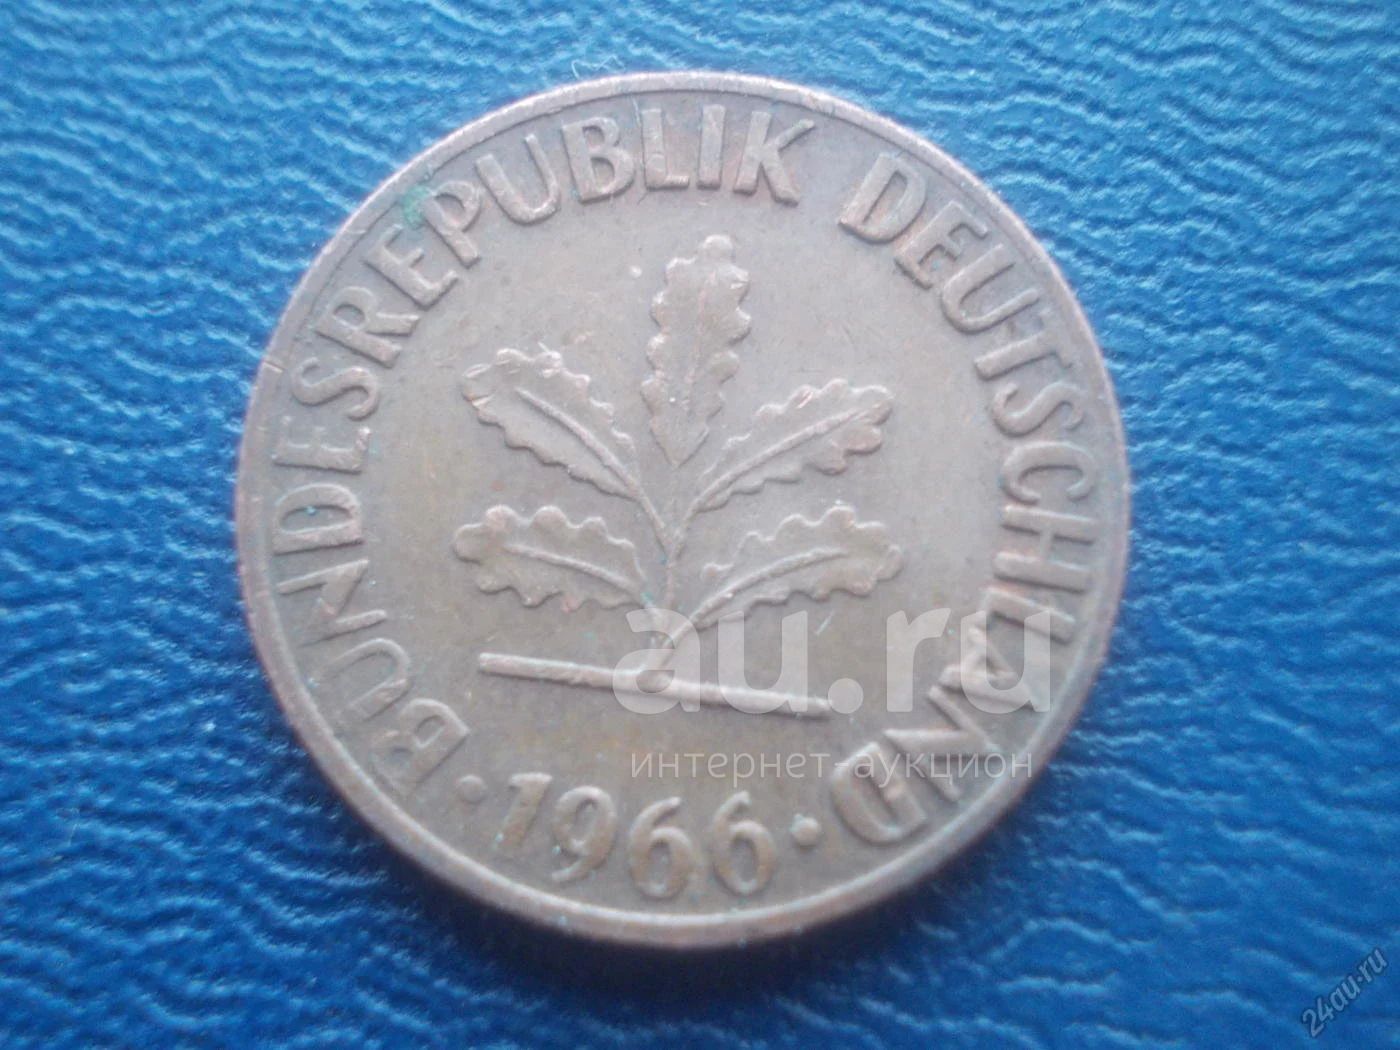 BUNDESREPUBLIK DEUTSCHLAND
· 1966 ·
au.ru
интернет-аукцион
24au.ru